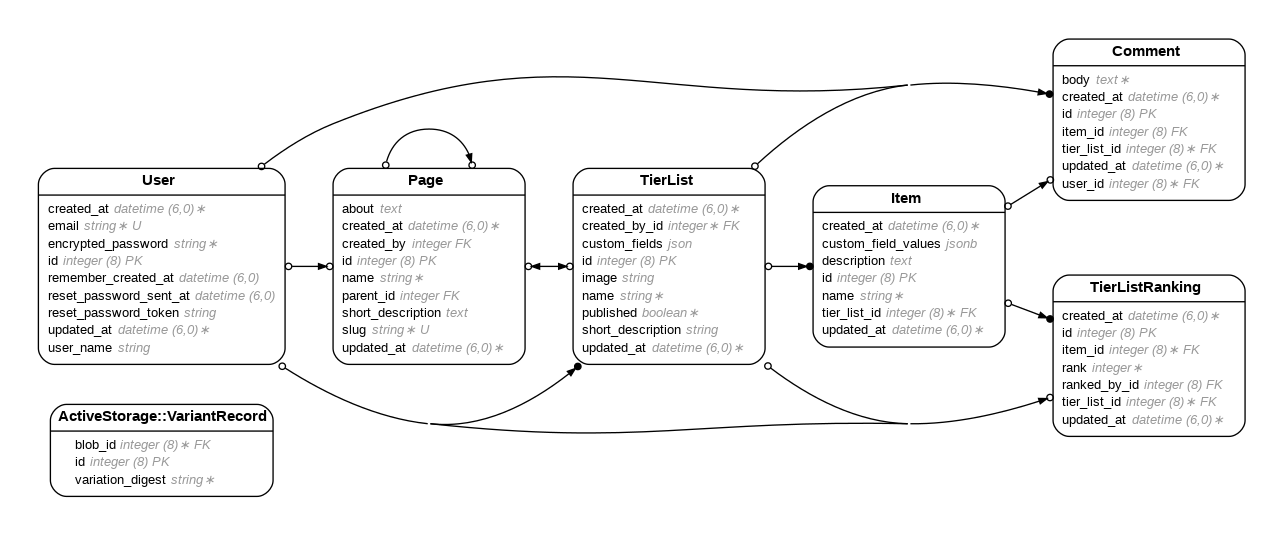 Comment
body text∗
created_at datetime (6,0)∗
id integer (8) PK
item_id integer (8) FK
tier_list_id integer (8)∗ FK
updated_at datetime (6,0)∗
user_id integer (8)∗ FK
User
created_at datetime (6,0)∗
email string∗ U
encrypted_password string∗
id integer (8) PK
remember_created_at datetime (6,0)
reset_password_sent_at datetime (6,0)
reset_password_token string
updated_at datetime (6,0)∗
user_name string
Page
about text
created_at datetime (6,0)∗
created_by integer FK
id integer (8) PK
name string∗
parent_id integer FK
short_description text
slug string∗ U
updated_at datetime (6,0)∗
TierList
created_at datetime (6,0)∗
created_by_id integer∗ FK
custom_fields json
id integer (8) PK
image string
name string∗
published boolean∗
short_description string
updated_at datetime (6,0)∗
Item
created_at datetime (6,0)∗
custom_field_values jsonb
description text
id integer (8) PK
name string∗
tier_list_id integer (8)∗ FK
updated_at datetime (6,0)∗
TierListRanking
created_at datetime (6,0)∗
id integer (8) PK
item_id integer (8)∗ FK
rank integer∗
ranked_by_id integer (8) FK
tier_list_id integer (8)∗ FK
updated_at datetime (6,0)∗
ActiveStorage::VariantRecord
blob_id integer (8)∗ FK
id integer (8) PK
variation_digest string∗